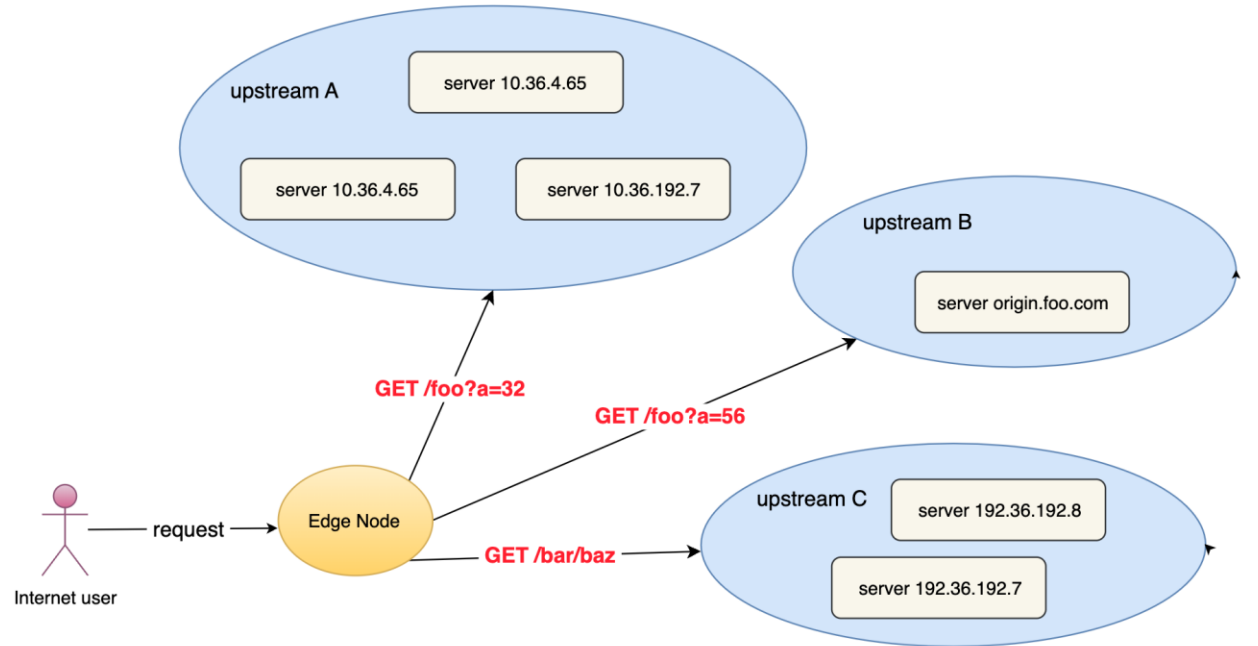 server 10.36.4.65
upstream A
server 10.36.4.65
server 10.36.192.7
upstream B
server origin.foo.com
GET /foo?a=32
GET /foo?a=56
upstream C
server 192.36.192.8
Edge Node
request
GET /bar/baz
server 192.36.192.7
Internet user